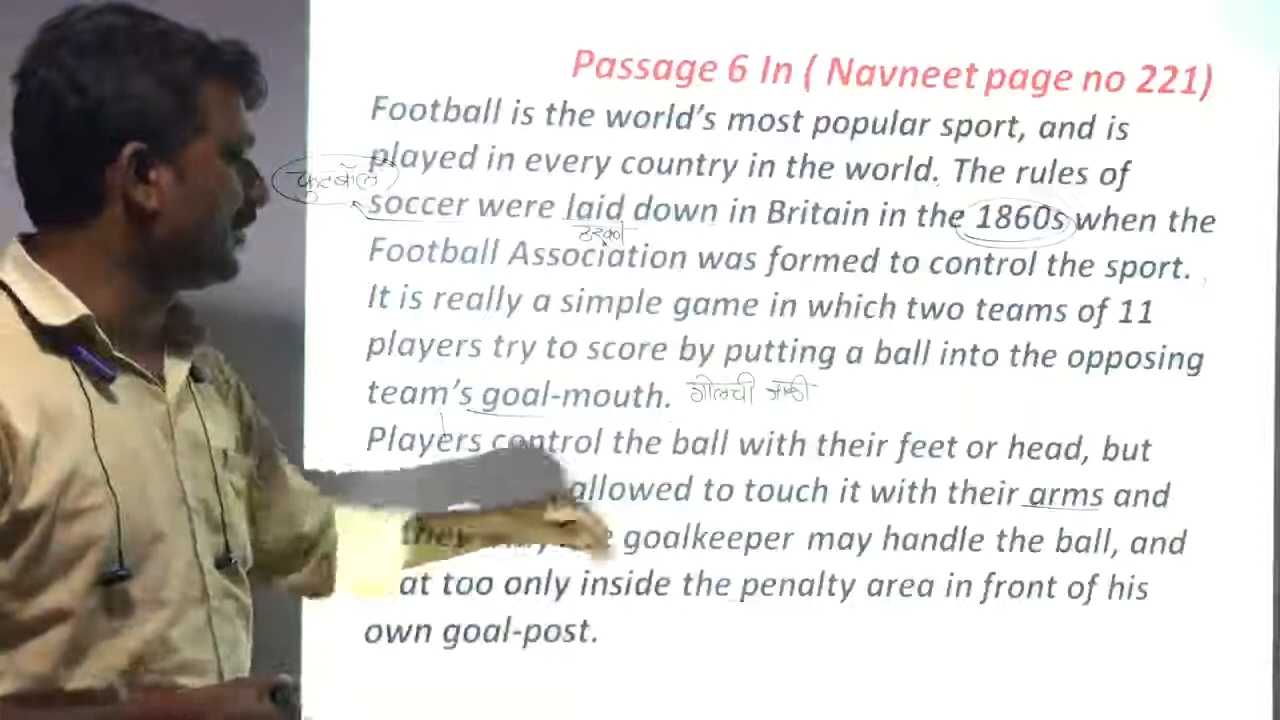 Passage 6 In ( Navneet page no 221)
Football is the world's most popular sport, and is
played in every country in the world. The rules of
फुटबॉल
soccer were laid down in Britain in the 1860s when the
Football Association was formed to control the sport.
It is really a simple game in which two teams of 11
players try to score by putting a ball into the opposing
team's goal-mouth. गोलची जाळी
Players control the ball with their feet or head, but
allowed to touch it with their arms and
they goalkeeper may handle the ball, and
at too only inside the penalty area in front of his
own goal-post.